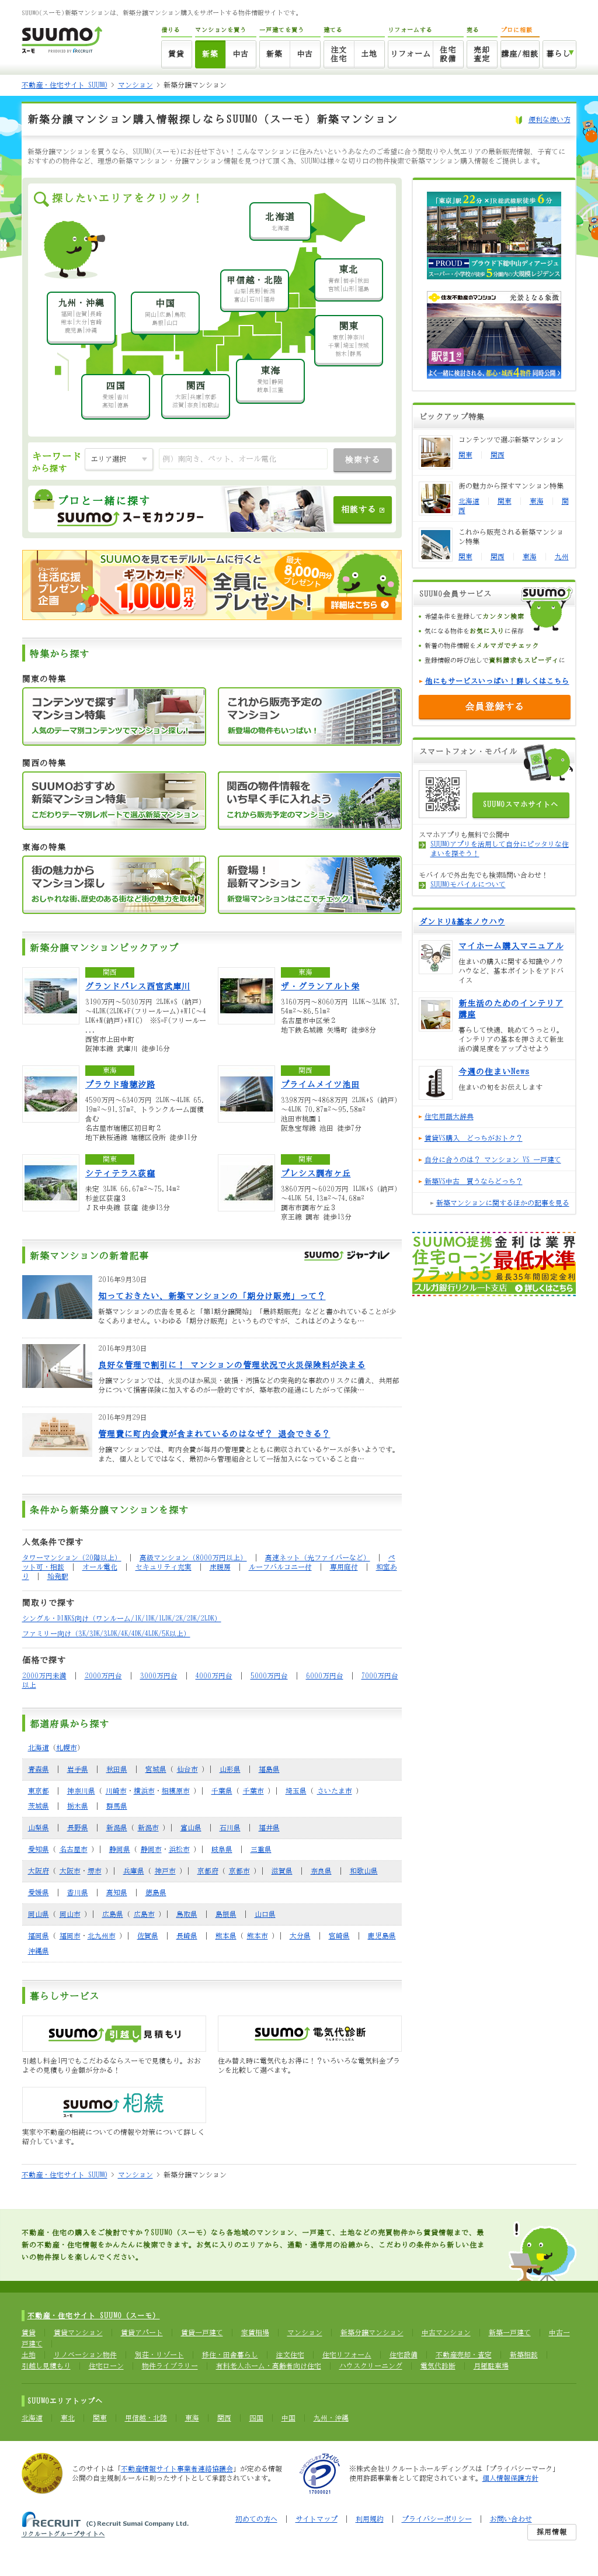 SUUMO(スーモ)新築マンションは、新築分譲マンション購入をサポートする物件情報サイトです。
SUUMO
スーモ POWERED BY RECRUIT
借りる マンションを買う 一戸建てを買う 建てる リフォームする 売る プロに相談
賃貸 新築 中古 新築 中古 注文住宅 土地 リフォーム 住宅設備 売却査定 講座/相談 暮らし
不動産・住宅サイト SUUMO > マンション > 新築分譲マンション
新築分譲マンション購入情報探しならSUUMO（スーモ）新築マンション
便利な使い方
新築分譲マンションを買うなら、SUUMO(スーモ)にお任せ下さい！こんなマンションに住みたいというあなたのご希望に合う間取りや人気エリアの最新販売情報、子育てに
おすすめの物件など、理想の新築マンション・分譲マンション情報を見つけて頂く為、SUUMOは様々な切り口の物件検索で新築マンション購入情報をご提供します。
探したいエリアをクリック！
北海道
北海道
東北
青森|岩手|秋田
宮城|山形|福島
甲信越・北陸
山梨|長野|新潟
富山|石川|福井
関東
東京|神奈川
千葉|埼玉|茨城
栃木|群馬
九州・沖縄
福岡|佐賀|長崎
熊本|大分|宮崎
鹿児島|沖縄
中国
岡山|広島|鳥取
島根|山口
東海
愛知|静岡
岐阜|三重
四国
愛媛|香川
高知|徳島
関西
大阪|兵庫|京都
滋賀|奈良|和歌山
キーワードから探す
エリア選択
例）南向き、ペット、オール電化
検索する
プロと一緒に探す
SUUMO スーモカウンター
相談する
住活応援プレゼント企画
SUUMOを見てモデルルームに行くと
ギフトカード 1,000円分
全員にプレゼント！
最大8,000円分プレゼント
詳細はこちら
特集から探す
関東の特集
コンテンツで探すマンション特集
人気のテーマ別コンテンツでマンション探し！
これから販売予定のマンション
新登場の物件もいっぱい！
関西の特集
SUUMOおすすめ新築マンション特集
こだわりテーマ別レポートで選ぶ新築マンション
関西の物件情報をいち早く手に入れよう
これから販売予定のマンション
東海の特集
街の魅力からマンション探し
おしゃれな街、歴史のある街など街の魅力を取材！
新登場！最新マンション
新登場マンションはここでチェック！
新築分譲マンションピックアップ
関西
グランドパレス西宮武庫川
3190万円～5030万円 2LDK+S（納戸）～4LDK(2LDK+F(フリールーム)+WIC～4LDK+N(納戸)+WIC) ※S=F(フリールー...
西宮市上田中町
阪神本線 武庫川 徒歩16分
東海
ザ・グランアルト栄
3160万円～8060万円 1LDK～3LDK 37.54m²～86.51m²
名古屋市中区栄２
地下鉄名城線 矢場町 徒歩8分
東海
プラウド瑞穂汐路
4590万円～6340万円 2LDK～4LDK 65.19m²～91.37m²、トランクルーム面積含む
名古屋市瑞穂区初日町２
地下鉄桜通線 瑞穂区役所 徒歩11分
関西
プライムメイツ池田
3398万円～4868万円 2LDK+S（納戸）～4LDK 70.87m²～95.58m²
池田市桃園１
阪急宝塚線 池田 徒歩7分
関東
シティテラス荻窪
未定 3LDK 66.67m²～75.14m²
杉並区荻窪３
ＪＲ中央線 荻窪 徒歩13分
関東
プレシス調布ヶ丘
3860万円～6020万円 1LDK+S（納戸）～4LDK 54.13m²～74.68m²
調布市調布ケ丘３
京王線 調布 徒歩13分
新築マンションの新着記事
SUUMO ジャーナル
2016年9月30日
知っておきたい、新築マンションの「期分け販売」って？
新築マンションの広告を見ると「第1期分譲開始」「最終期販売」などと書かれていることが少なくありません。いわゆる「期分け販売」というものですが、これはどのようなも…
2016年9月30日
良好な管理で割引に！ マンションの管理状況で火災保険料が決まる
分譲マンションでは、火災のほか風災・破損・汚損などの突発的な事故のリスクに備え、共用部分について損害保険に加入するのが一般的ですが、築年数の経過にしたがって保険…
2016年9月29日
管理費に町内会費が含まれているのはなぜ？ 退会できる？
分譲マンションでは、町内会費が毎月の管理費とともに徴収されているケースが多いようです。また、個人としてではなく、最初から管理組合として一括加入になっていること自…
条件から新築分譲マンションを探す
人気条件で探す
タワーマンション（20階以上） | 高級マンション（8000万円以上） | 高速ネット（光ファイバーなど） | ペット可・相談 | オール電化 | セキュリティ充実 | 床暖房 | ルーフバルコニー付 | 専用庭付 | 和室あり | 始発駅
間取りで探す
シングル・DINKS向け（ワンルーム/1K/1DK/1LDK/2K/2DK/2LDK）
ファミリー向け（3K/3DK/3LDK/4K/4DK/4LDK/5K以上）
価格で探す
2000万円未満 | 2000万円台 | 3000万円台 | 4000万円台 | 5000万円台 | 6000万円台 | 7000万円台以上
都道府県から探す
北海道（札幌市）
青森県 | 岩手県 | 秋田県 | 宮城県（ 仙台市 ）| 山形県 | 福島県
東京都 | 神奈川県（ 川崎市・横浜市・相模原市 ）| 千葉県（ 千葉市 ）| 埼玉県（ さいたま市 ）
茨城県 | 栃木県 | 群馬県
山梨県 | 長野県 | 新潟県（ 新潟市 ）| 富山県 | 石川県 | 福井県
愛知県（ 名古屋市 ）| 静岡県（ 静岡市・浜松市 ）| 岐阜県 | 三重県
大阪府（ 大阪市・堺市 ）| 兵庫県（ 神戸市 ）| 京都府（ 京都市 ）| 滋賀県 | 奈良県 | 和歌山県
愛媛県 | 香川県 | 高知県 | 徳島県
岡山県（ 岡山市 ）| 広島県（ 広島市 ）| 鳥取県 | 島根県 | 山口県
福岡県（ 福岡市・北九州市 ）| 佐賀県 | 長崎県 | 熊本県（ 熊本市 ）| 大分県 | 宮崎県 | 鹿児島県
沖縄県
暮らしサービス
SUUMO 引越し見積もり
引越し料金1円でもこだわるならスーモで見積もり。おおよその見積もり金額が分かる！
SUUMO 電気代診断
住み替え時に電気代もお得に！？いろいろな電気料金プランを比較して選べます。
SUUMO 相続
スーモ
実家や不動産の相続についての情報や対策について詳しく紹介しています。
[東京]駅22分 ×JR総武線駅徒歩6分
PROUD プラウド下総中山ディアージュ
スーパー・小学校が徒歩5分圏内の大規模レジデンス
住友不動産のマンション 光景となる象徴
駅徒歩1分
よく一緒に検討される、都心・城西4物件 同時公開
ピックアップ特集
コンテンツで選ぶ新築マンション
関東 関西
街の魅力から探すマンション特集
北海道 関東 東海 関西
これから販売される新築マンション特集
関東 関西 東海 九州
SUUMO会員サービス
SUUMO
希望条件を登録してカンタン検索
気になる物件をお気に入りに保存
新着の物件情報をメルマガでチェック
登録情報の呼び出しで資料請求もスピーディに
他にもサービスいっぱい！詳しくはこちら
会員登録する
スマートフォン・モバイル
SUUMOスマホサイトへ
スマホアプリも無料で公開中
SUUMOアプリを活用して自分にピッタリな住まいを探そう！
モバイルで外出先でも検索&問い合わせ！
SUUMOモバイルについて
ダンドリ&基本ノウハウ
マイホーム購入マニュアル
住まいの購入に関する知識やノウハウなど、基本ポイントをアドバイス
新生活のためのインテリア講座
暮らして快適、眺めてうっとり。インテリアの基本を押さえて新生活の満足度をアップさせよう
今週の住まいNews
住まいの旬をお伝えします
住宅用語大辞典
賃貸VS購入 どっちがおトク？
自分に合うのは？ マンション VS 一戸建て
新築VS中古 買うならどっち？
新築マンションに関するほかの記事を見る
SUUMO提携 金利は業界
住宅ローン フラット35 最低水準
最長35年間固定金利
スルガ銀行リクルート支店 詳しくはこちら
不動産・住宅サイト SUUMO > マンション > 新築分譲マンション
不動産・住宅の購入をご検討ですか？SUUMO（スーモ）なら各地域のマンション、一戸建て、土地などの売買物件から賃貸情報まで、最新の不動産・住宅情報をかんたんに検索できます。お気に入りのエリアから、通勤・通学用の沿線から、こだわりの条件から新しい住まいの物件探しを楽しんでください。
不動産・住宅サイト SUUMO（スーモ）
賃貸 賃貸マンション 賃貸アパート 賃貸一戸建て 家賃相場 マンション 新築分譲マンション 中古マンション 新築一戸建て 中古一戸建て
土地 リノベーション物件 別荘・リゾート 移住・田舎暮らし 注文住宅 住宅リフォーム 住宅設備 不動産売却・査定 新築相談
引越し見積もり 住宅ローン 物件ライブラリー 有料老人ホーム・高齢者向け住宅 ハウスクリーニング 電気代診断 月極駐車場
SUUMOエリアトップへ
北海道 東北 関東 甲信越・北陸 東海 関西 四国 中国 九州・沖縄
このサイトは「不動産情報サイト事業者連絡協議会」が定める情報公開の自主規制ルールに則ったサイトとして承認されています。
17000021
※株式会社リクルートホールディングスは「プライバシーマーク」使用許諾事業者として認定されています。個人情報保護方針
RECRUIT (C) Recruit Sumai Company Ltd.
リクルートグループサイトへ
初めての方へ | サイトマップ | 利用規約 | プライバシーポリシー | お問い合わせ
採用情報